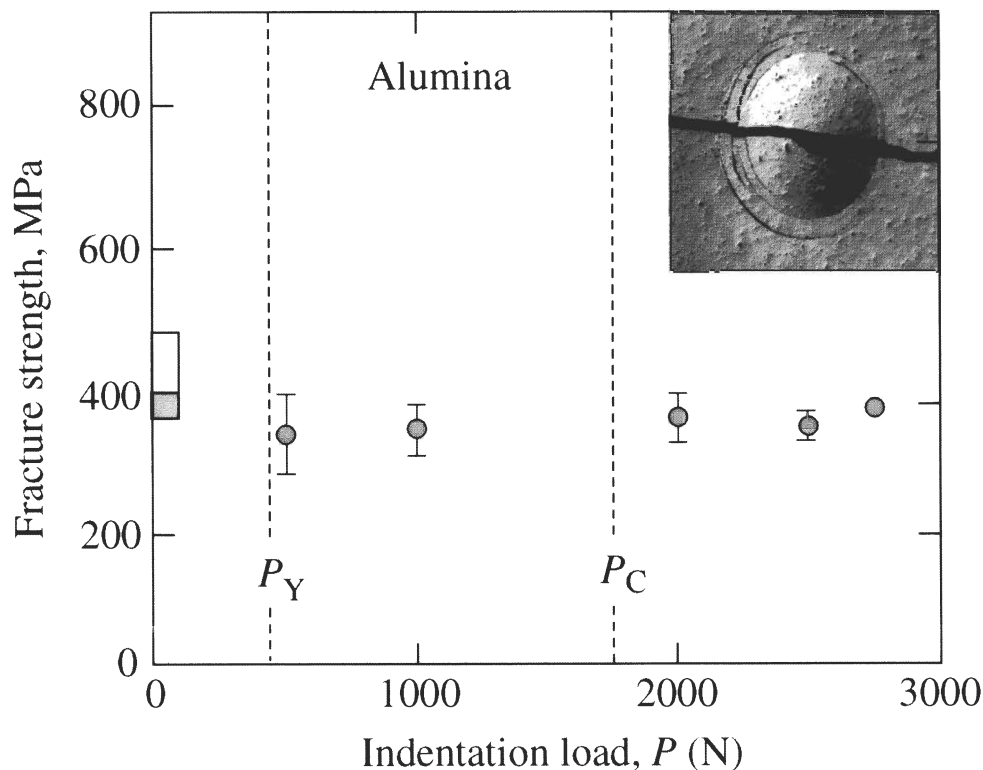 Alumina
Fracture strength, MPa
800
600
400
200
0
P_Y
P_C
0
1000
2000
3000
Indentation load, P (N)